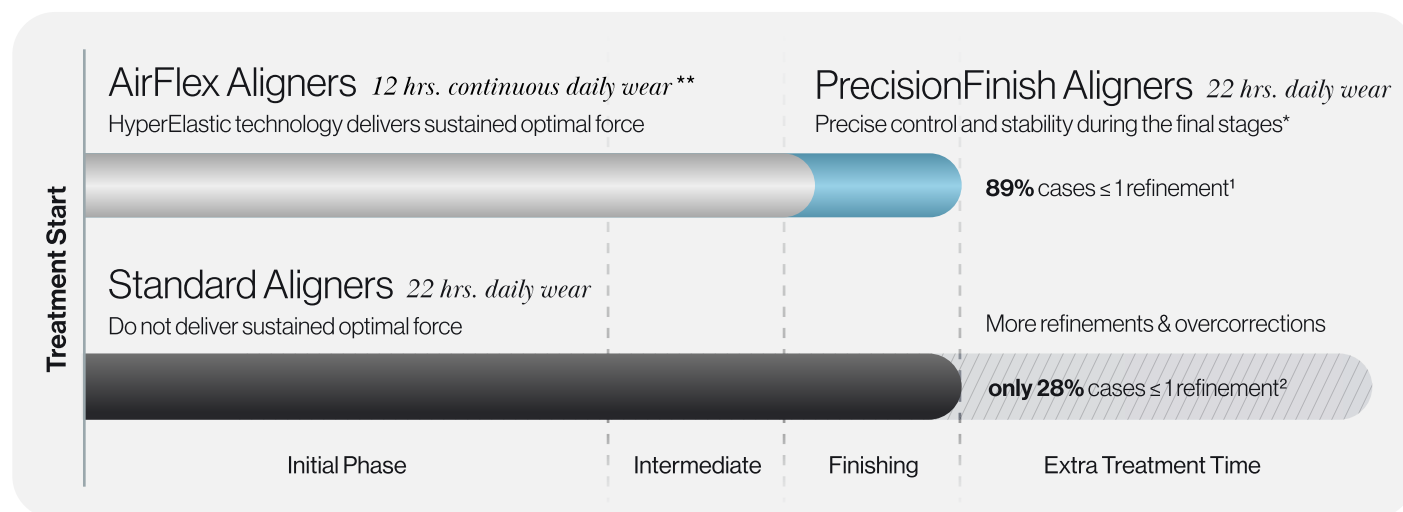 Treatment Start
AirFlex Aligners 12 hrs. continuous daily wear**
HyperElastic technology delivers sustained optimal force
PrecisionFinish Aligners 22 hrs. daily wear
Precise control and stability during the final stages*
89% cases ≤ 1 refinement¹
Standard Aligners 22 hrs. daily wear
Do not deliver sustained optimal force
More refinements & overcorrections
only 28% cases ≤ 1 refinement²
Initial Phase
Intermediate
Finishing
Extra Treatment Time